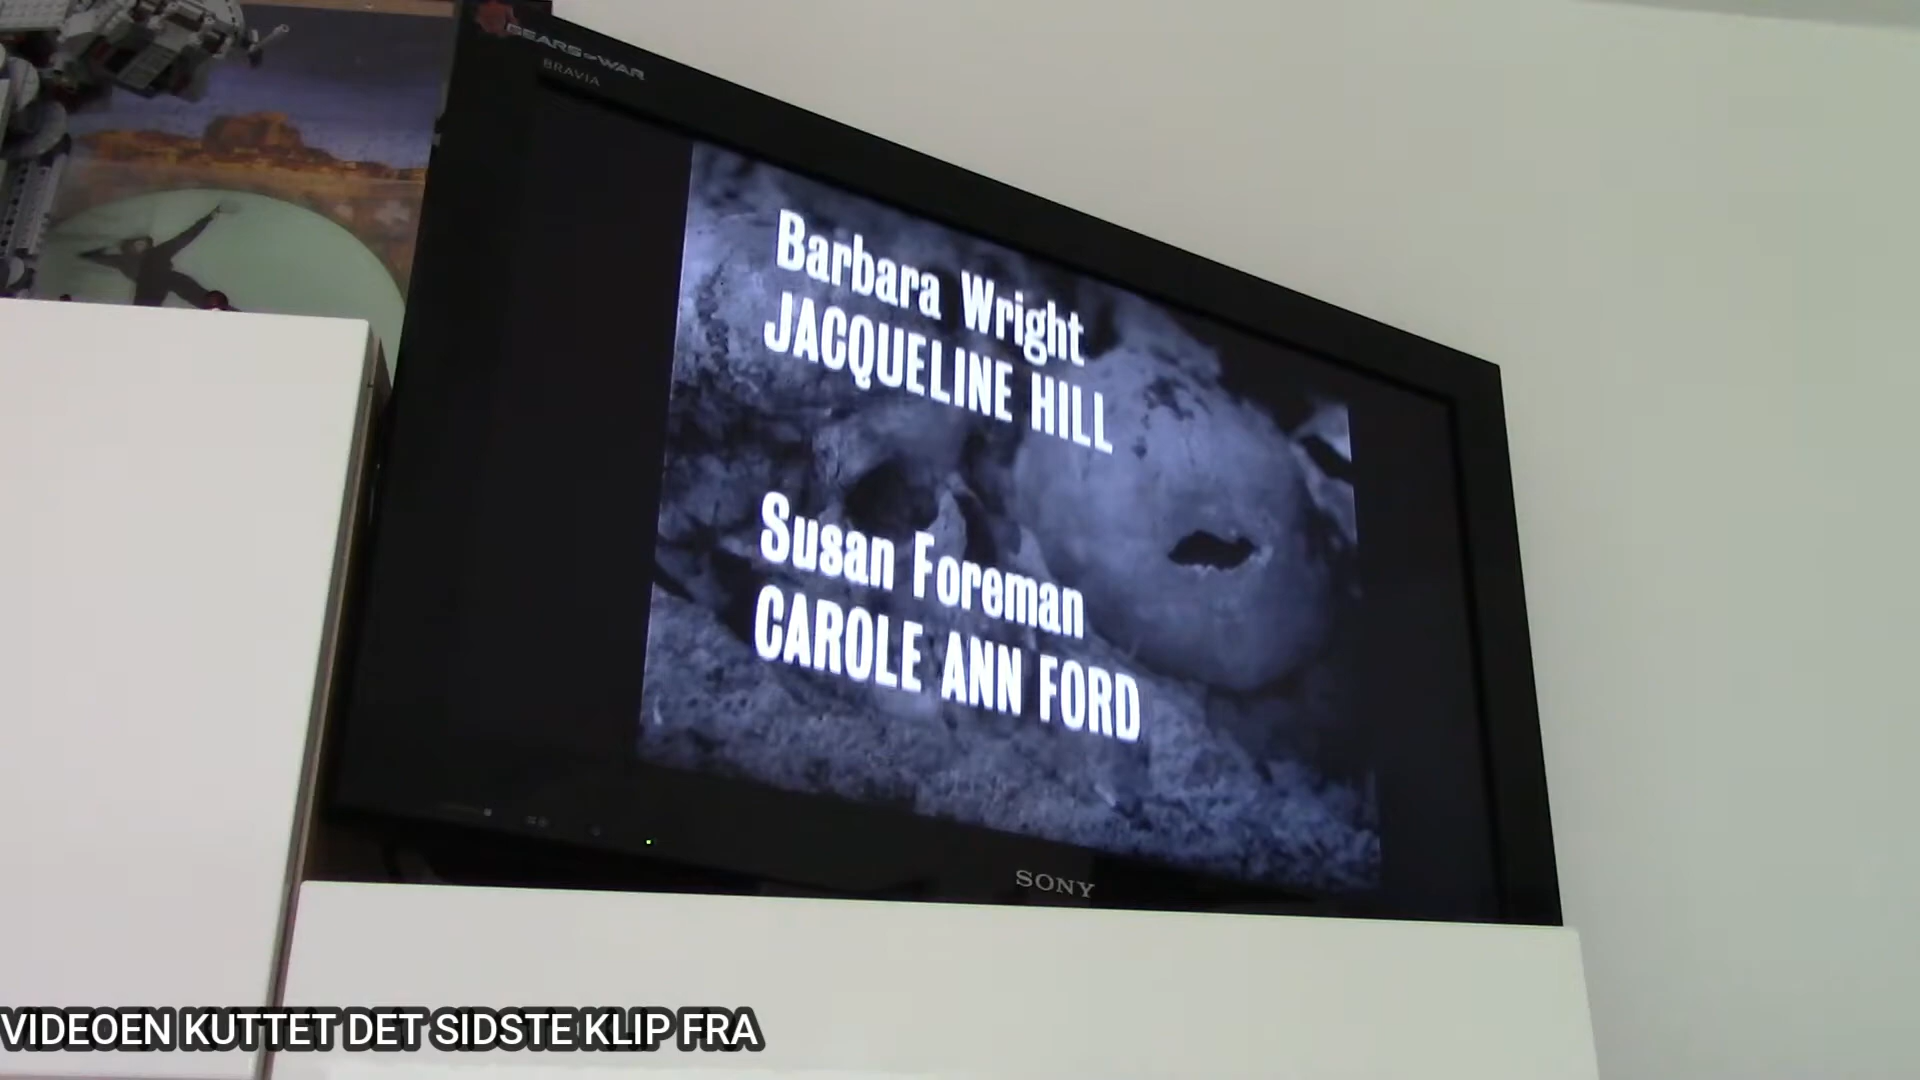 GEARS OF WAR
BRAVIA
Barbara Wright
JACQUELINE HILL
Susan Foreman
CAROLE ANN FORD
SONY
VIDEOEN KUTTET DET SIDSTE KLIP FRA